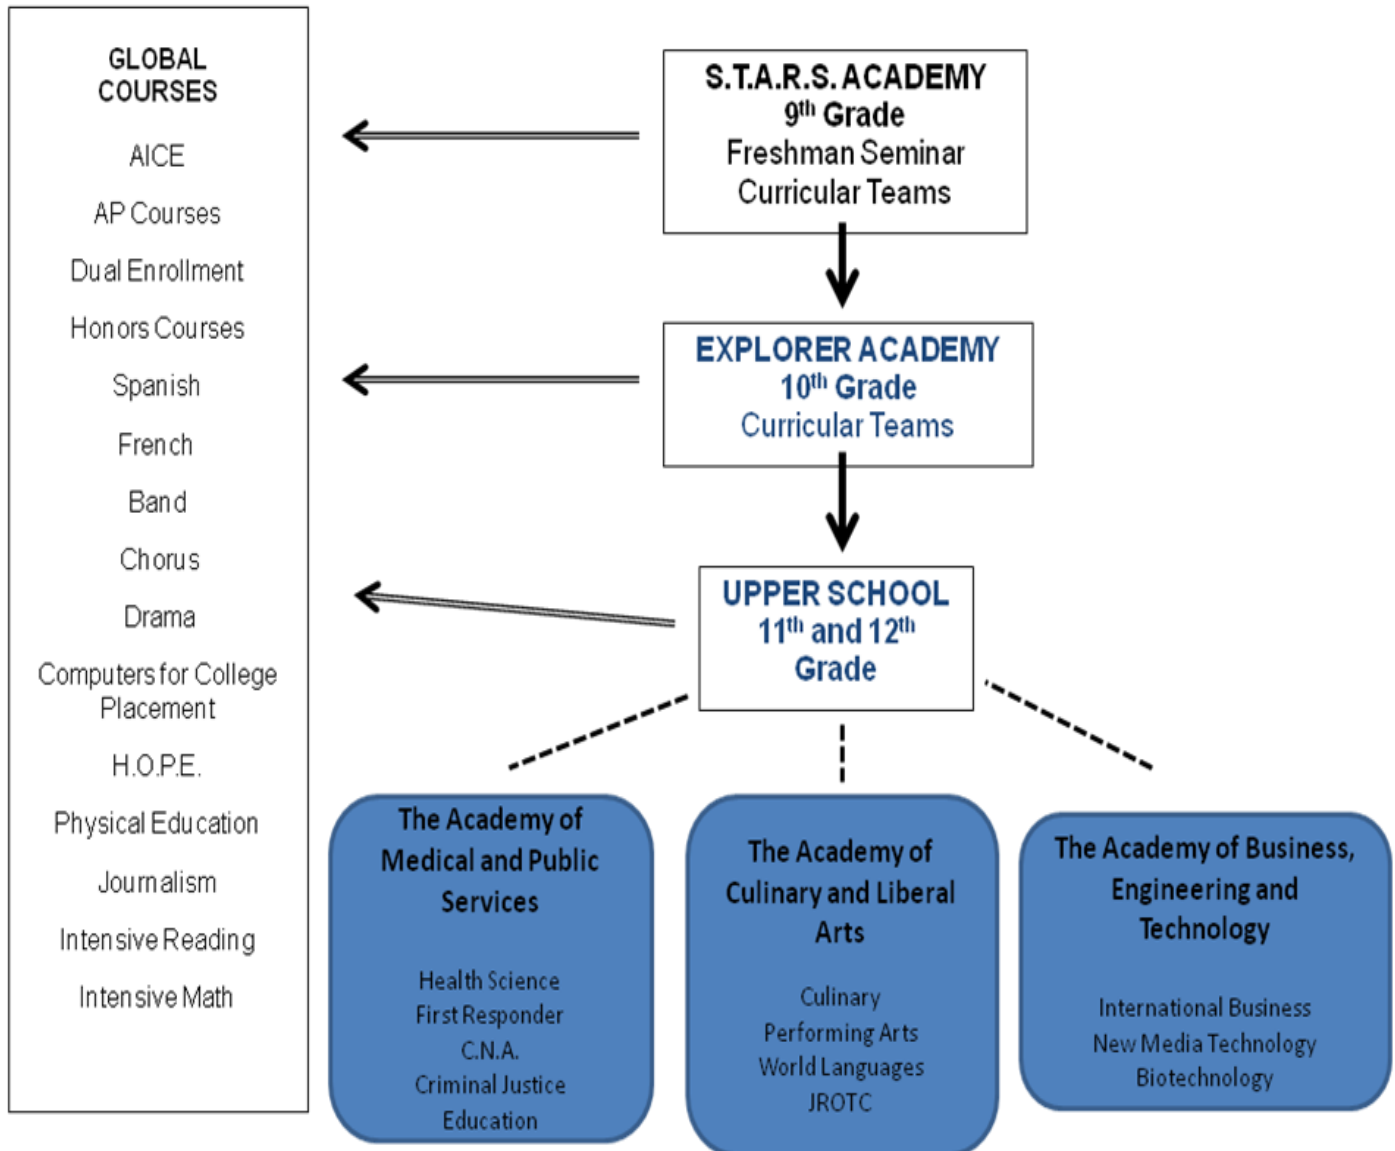 GLOBAL
COURSES
AICE
AP Courses
Dual Enrollment
Honors Courses
Spanish
French
Band
Chorus
Drama
Computers for College
Placement
H.O.P.E.
Physical Education
Journalism
Intensive Reading
Intensive Math
S.T.A.R.S. ACADEMY
9th Grade
Freshman Seminar
Curricular Teams
EXPLORER ACADEMY
10th Grade
Curricular Teams
UPPER SCHOOL
11th and 12th
Grade
The Academy of
Medical and Public
Services
Health Science
First Responder
C.N.A.
Criminal Justice
Education
The Academy of
Culinary and Liberal
Arts
Culinary
Performing Arts
World Languages
JROTC
The Academy of Business,
Engineering and
Technology
International Business
New Media Technology
Biotechnology